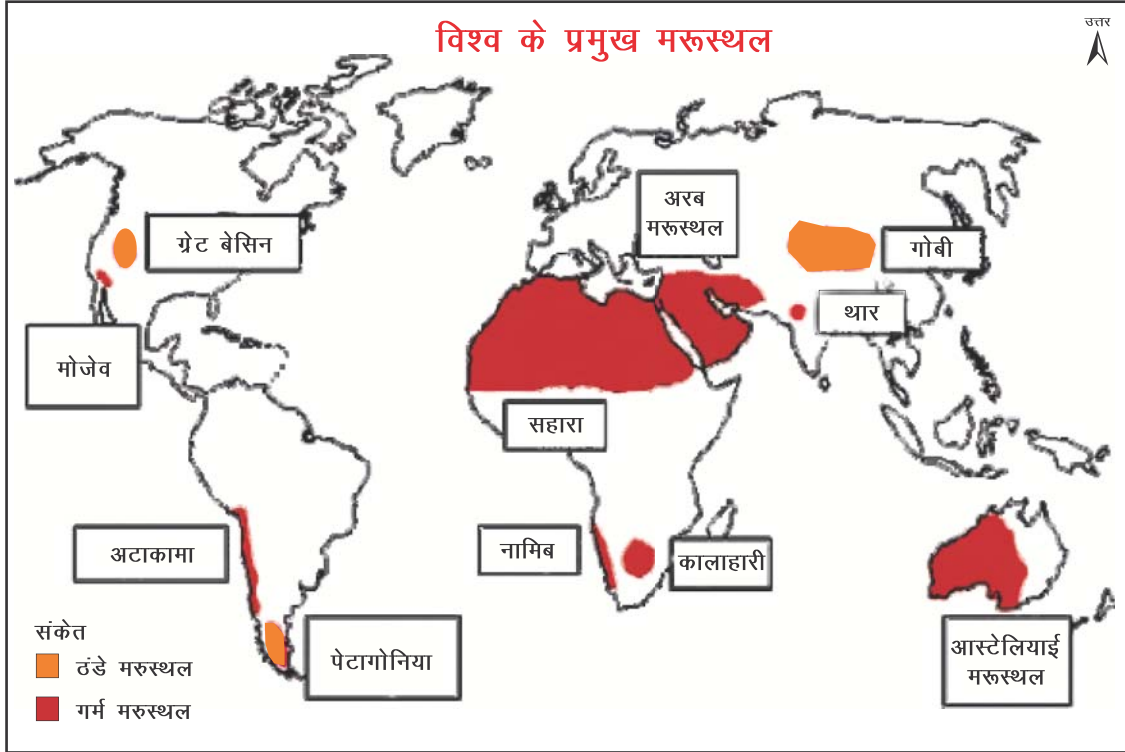 विश्व के प्रमुख मरूस्थल
उत्तर
अरब
मरूस्थल
ग्रेट बेसिन
गोबी
थार
मोजेव
सहारा
अटाकामा
नामिब
कालाहारी
संकेत
ठंडे मरुस्थल
गर्म मरुस्थल
पेटागोनिया
आस्टेलियाई
मरूस्थल